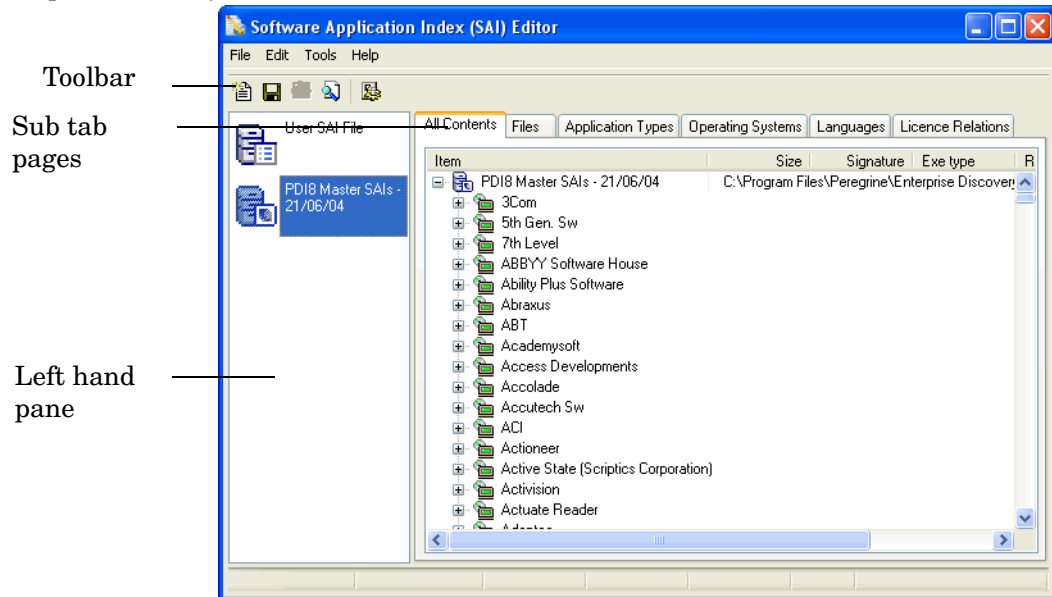 Software Application Index (SAI) Editor
File Edit Tools Help
Toolbar
Sub tab
pages
Left hand
pane
User SAI File
PDI8 Master SAIs -
21/06/04
All Contents Files Application Types Operating Systems Languages Licence Relations
Item Size Signature Exe type R
PDI8 Master SAIs - 21/06/04 C:\Program Files\Peregrine\Enterprise Discovery
3Com
5th Gen. Sw
7th Level
ABBYY Software House
Ability Plus Software
Abraxus
ABT
Academysoft
Access Developments
Accolade
Accutech Sw
ACI
Actioneer
Active State (Scriptics Corporation)
Activision
Actuate Reader